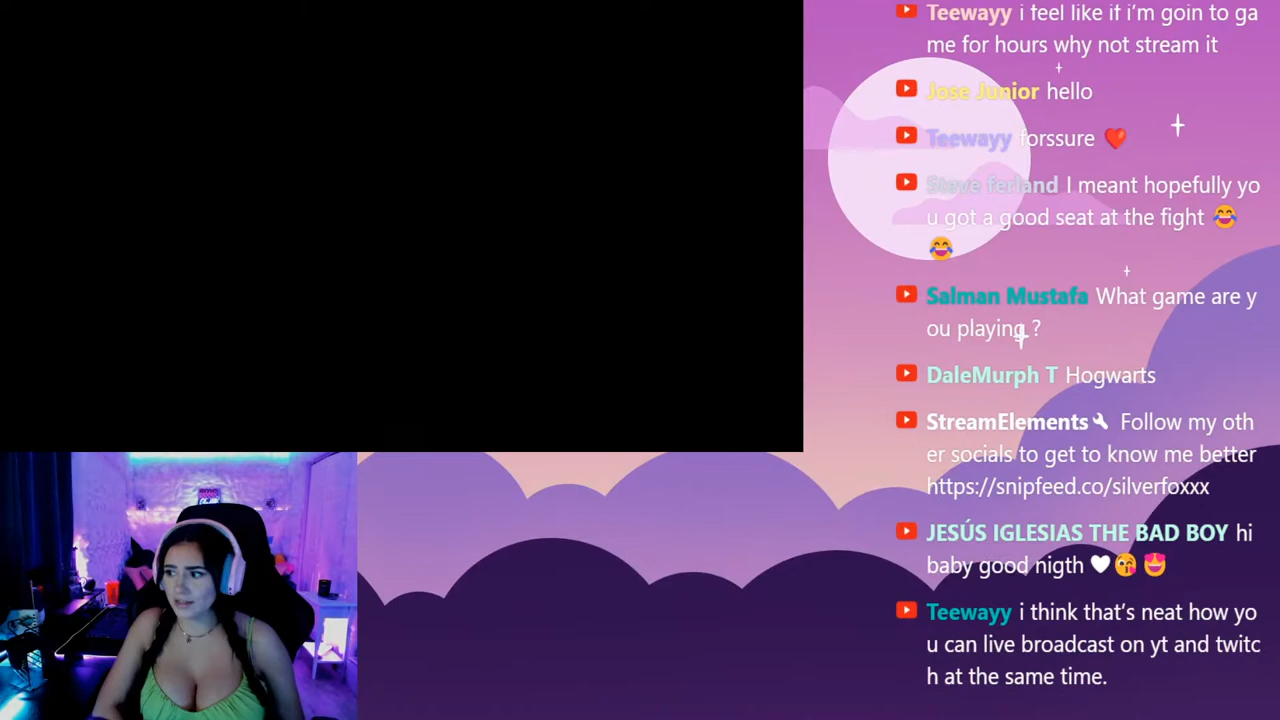 Teewayy i feel like if i’m goin to ga
me for hours why not stream it
Jose Junior hello
Teewayy forssure ❤️
Steve ferland I meant hopefully yo
u got a good seat at the fight 😂
😂
Salman Mustafa What game are y
ou playing ?
DaleMurph T Hogwarts
StreamElements Follow my oth
er socials to get to know me better
https://snipfeed.co/silverfoxxx
JESÚS IGLESIAS THE BAD BOY hi
baby good nigth 🤍😘😍
Teewayy i think that’s neat how yo
u can live broadcast on yt and twitc
h at the same time.